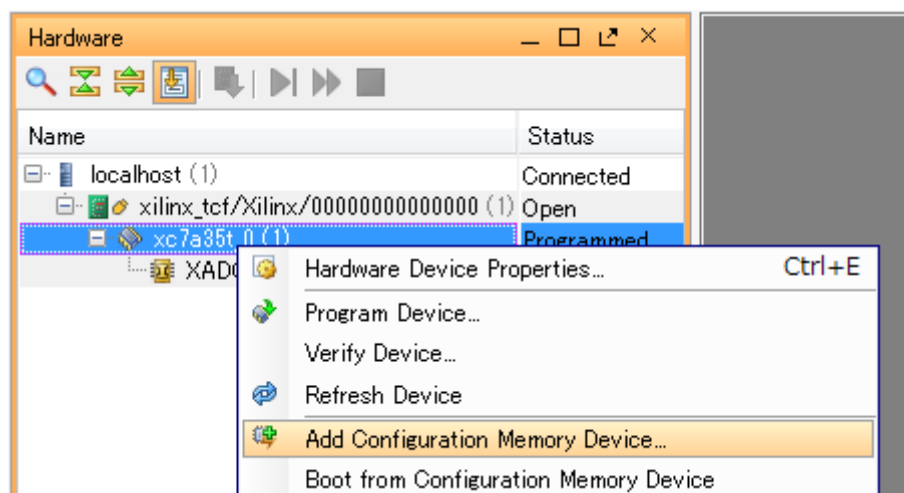 Hardware
Name Status
localhost (1) Connected
xilinx_tcf/Xilinx/00000000000000 (1) Open
xc7a35t_0 (1) Programmed
XADC
Hardware Device Properties... Ctrl+E
Program Device...
Verify Device...
Refresh Device
Add Configuration Memory Device...
Boot from Configuration Memory Device